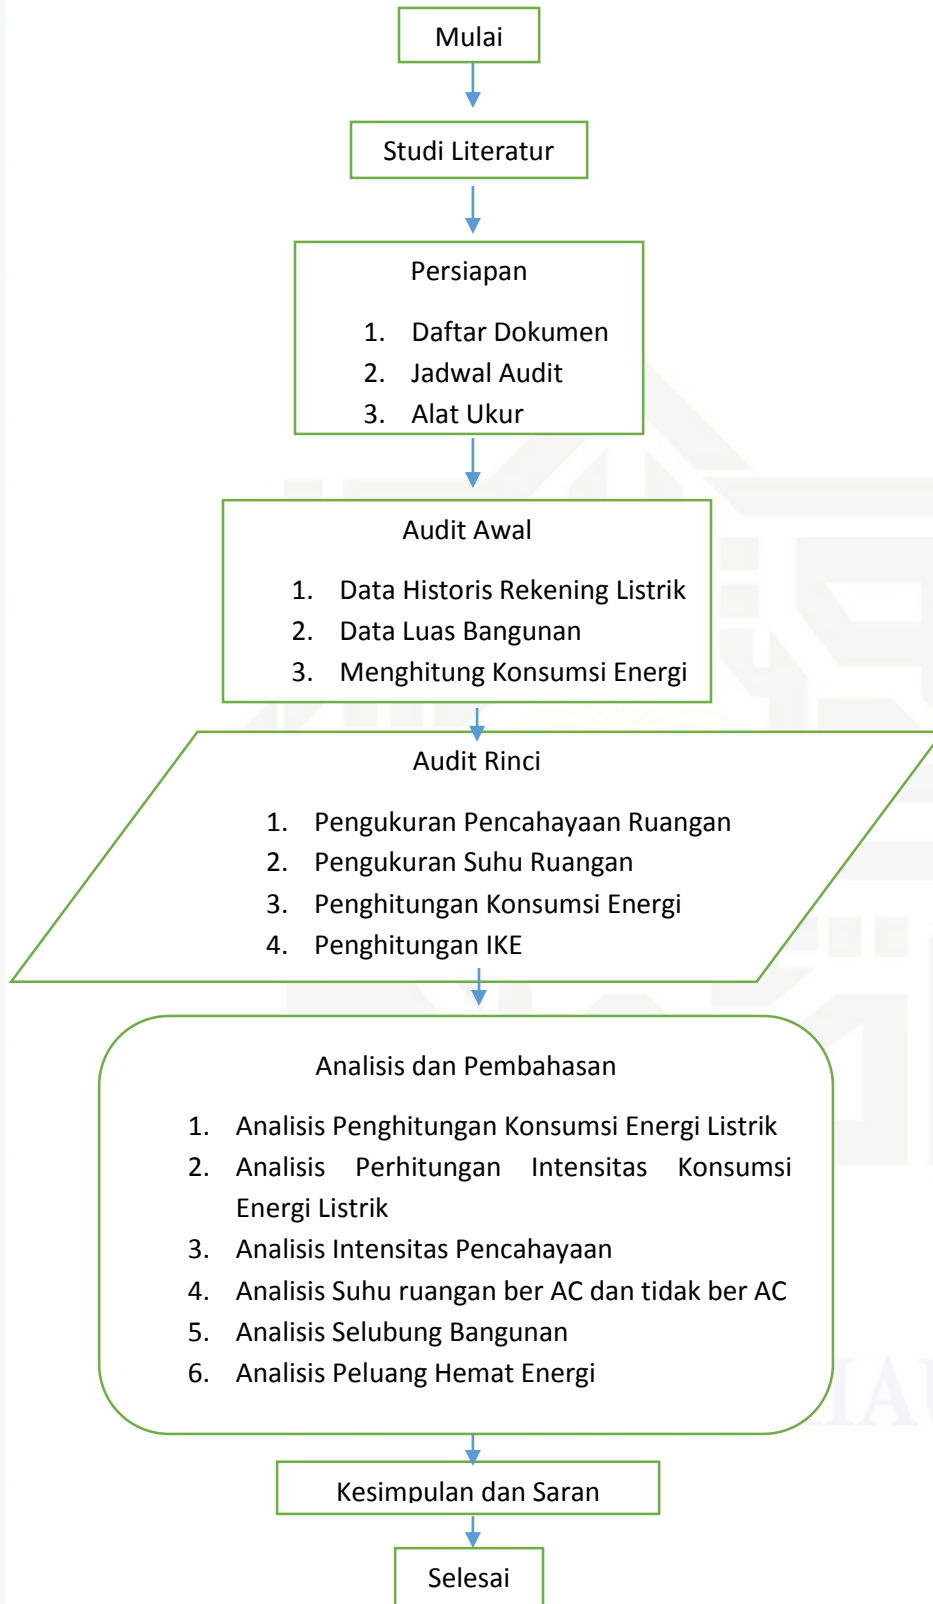 Mulai
Studi Literatur
Persiapan
1. Daftar Dokumen
2. Jadwal Audit
3. Alat Ukur
Audit Awal
1. Data Historis Rekening Listrik
2. Data Luas Bangunan
3. Menghitung Konsumsi Energi
Audit Rinci
1. Pengukuran Pencahayaan Ruangan
2. Pengukuran Suhu Ruangan
3. Penghitungan Konsumsi Energi
4. Penghitungan IKE
Analisis dan Pembahasan
1. Analisis Penghitungan Konsumsi Energi Listrik
2. Analisis Perhitungan Intensitas Konsumsi
Energi Listrik
3. Analisis Intensitas Pencahayaan
4. Analisis Suhu ruangan ber AC dan tidak ber AC
5. Analisis Selubung Bangunan
6. Analisis Peluang Hemat Energi
Kesimpulan dan Saran
Selesai